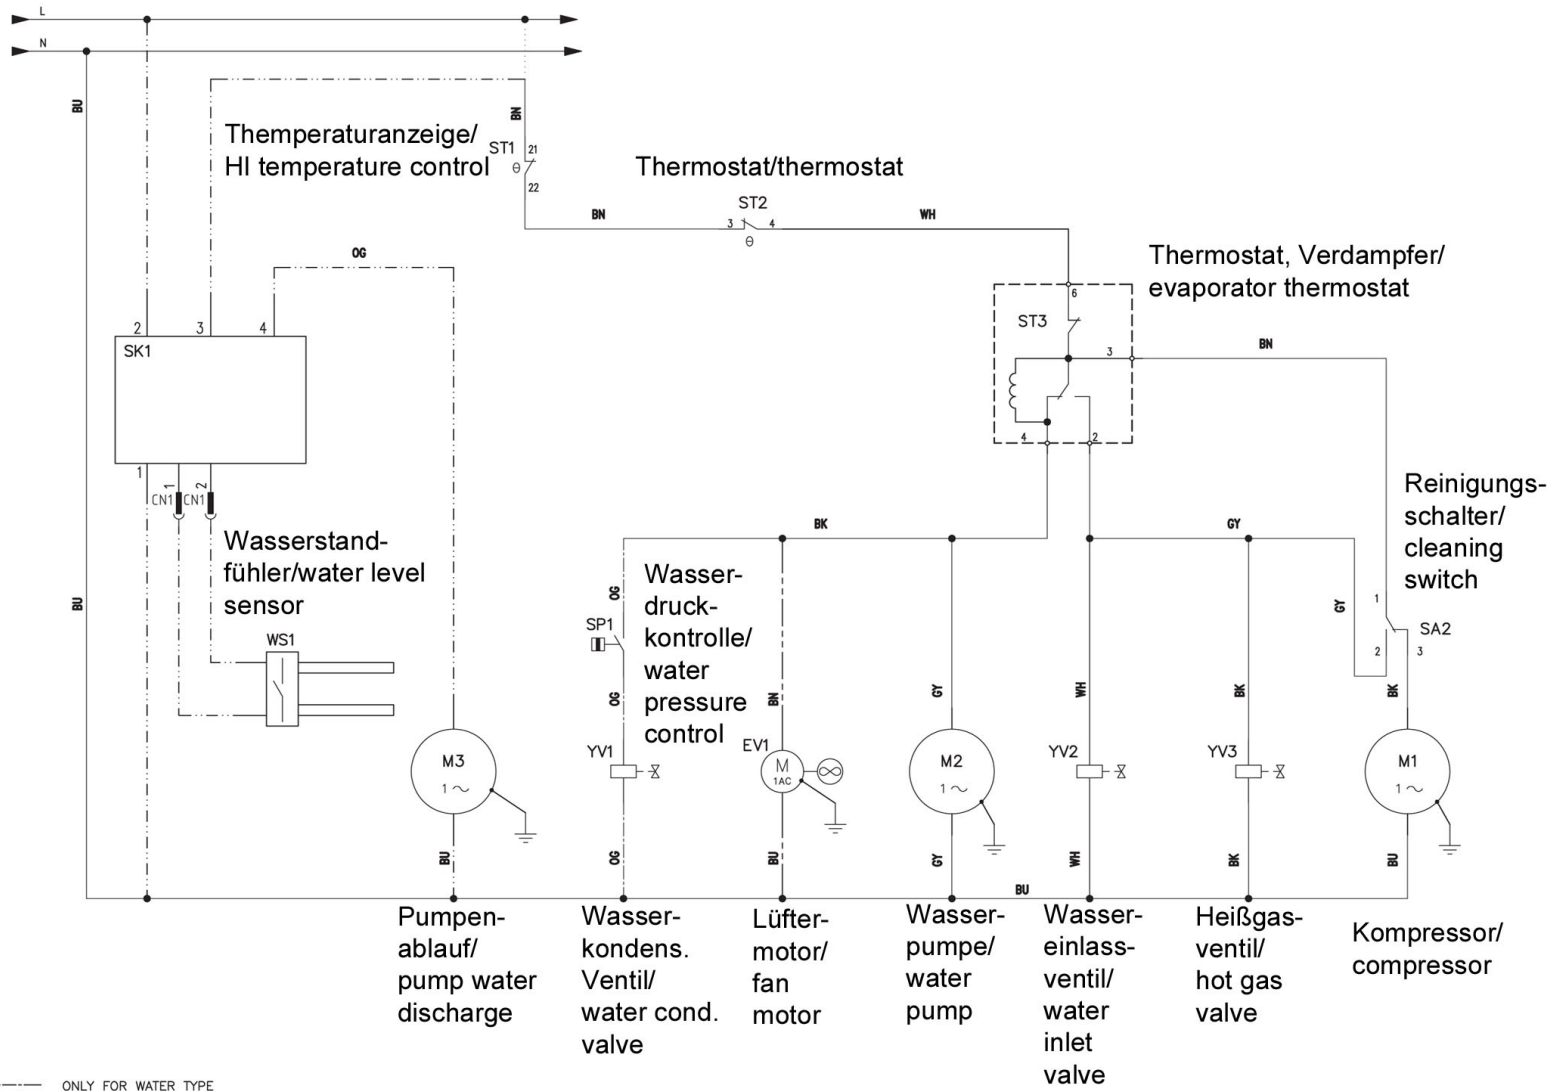 L
N
BU
BN
Themperaturanzeige/
HI temperature control
ST1
21
θ
22
Thermostat/thermostat
ST2
BN
3
4
WH
θ
OG
Thermostat, Verdampfer/
evaporator thermostat
6
ST3
3
BN
4
2
2
3
4
SK1
1
1
2
CN1
CN1
Wasserstand-
fühler/water level
sensor
WS1
BU
BK
GY
Reinigungs-
schalter/
cleaning
switch
Wasser-
druck-
kontrolle/
water
pressure
control
OG
SP1
OG
GY
1
SA2
2
3
BN
GY
WH
BK
BK
M3
1 ~
YV1
EV1
M
1AC
M2
1 ~
YV2
YV3
M1
1 ~
BU
OG
BU
GY
WH
BK
BU
BU
Pumpen-
ablauf/
pump water
discharge
Wasser-
kondens.
Ventil/
water cond.
valve
Lüfter-
motor/
fan
motor
Wasser-
pumpe/
water
pump
Wasser-
einlass-
ventil/
water
inlet
valve
Heißgas-
ventil/
hot gas
valve
Kompressor/
compressor
ONLY FOR WATER TYPE